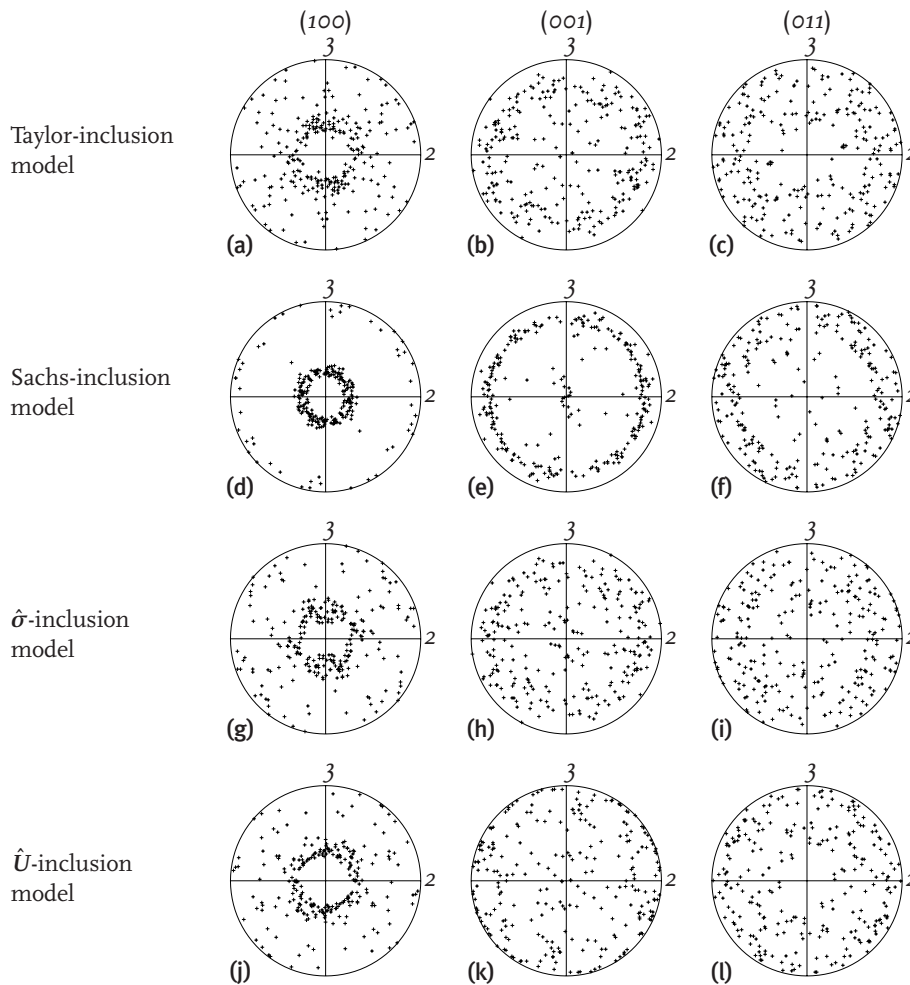 (100) (001) (011)
3 3 3
Taylor-inclusion
model
2 2 2
(a) (b) (c)
3 3 3
Sachs-inclusion
model
2 2 2
(d) (e) (f)
3 3 3
σ̂-inclusion
model
2 2 2
(g) (h) (i)
3 3 3
Û-inclusion
model
2 2 2
(j) (k) (l)